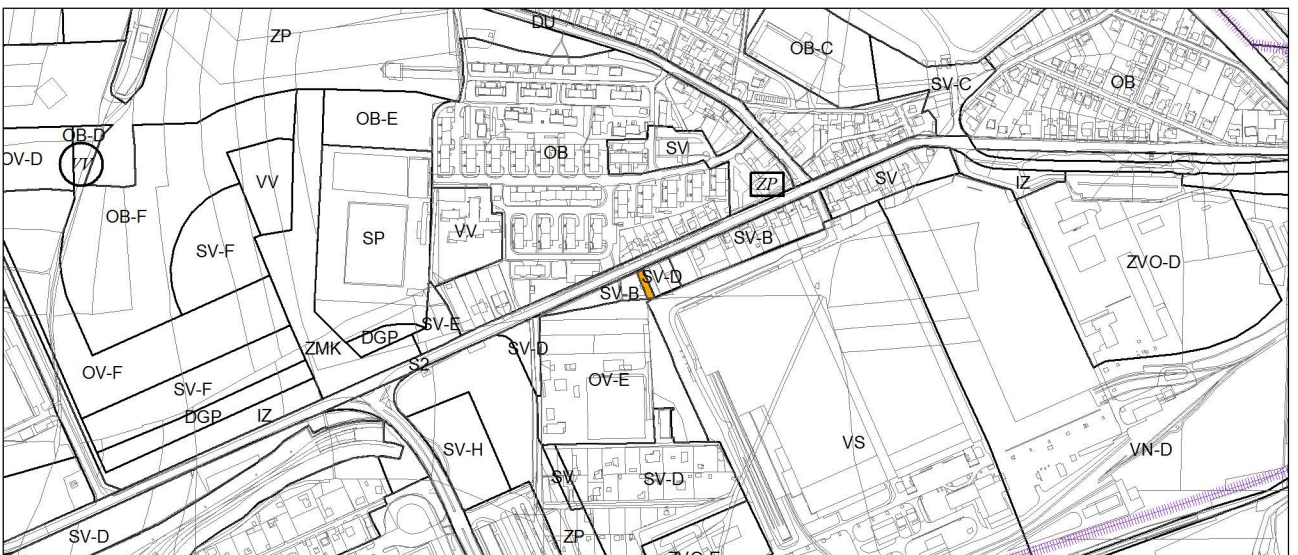 DU
ZP
OB-C
SV-C
OB
OB-E
OB-D
OV-D
VV
OB
SV
VV
ZP
SV
IZ
OB-F
SP
VV
SV-F
SV-B
ZVO-D
SV-D
SV-B
SV-E
DGP
ZMK
S2
SV-D
OV-F
OV-E
SV-F
DGP
IZ
SV-H
VS
VN-D
SV
SV-D
SV-D
ZP